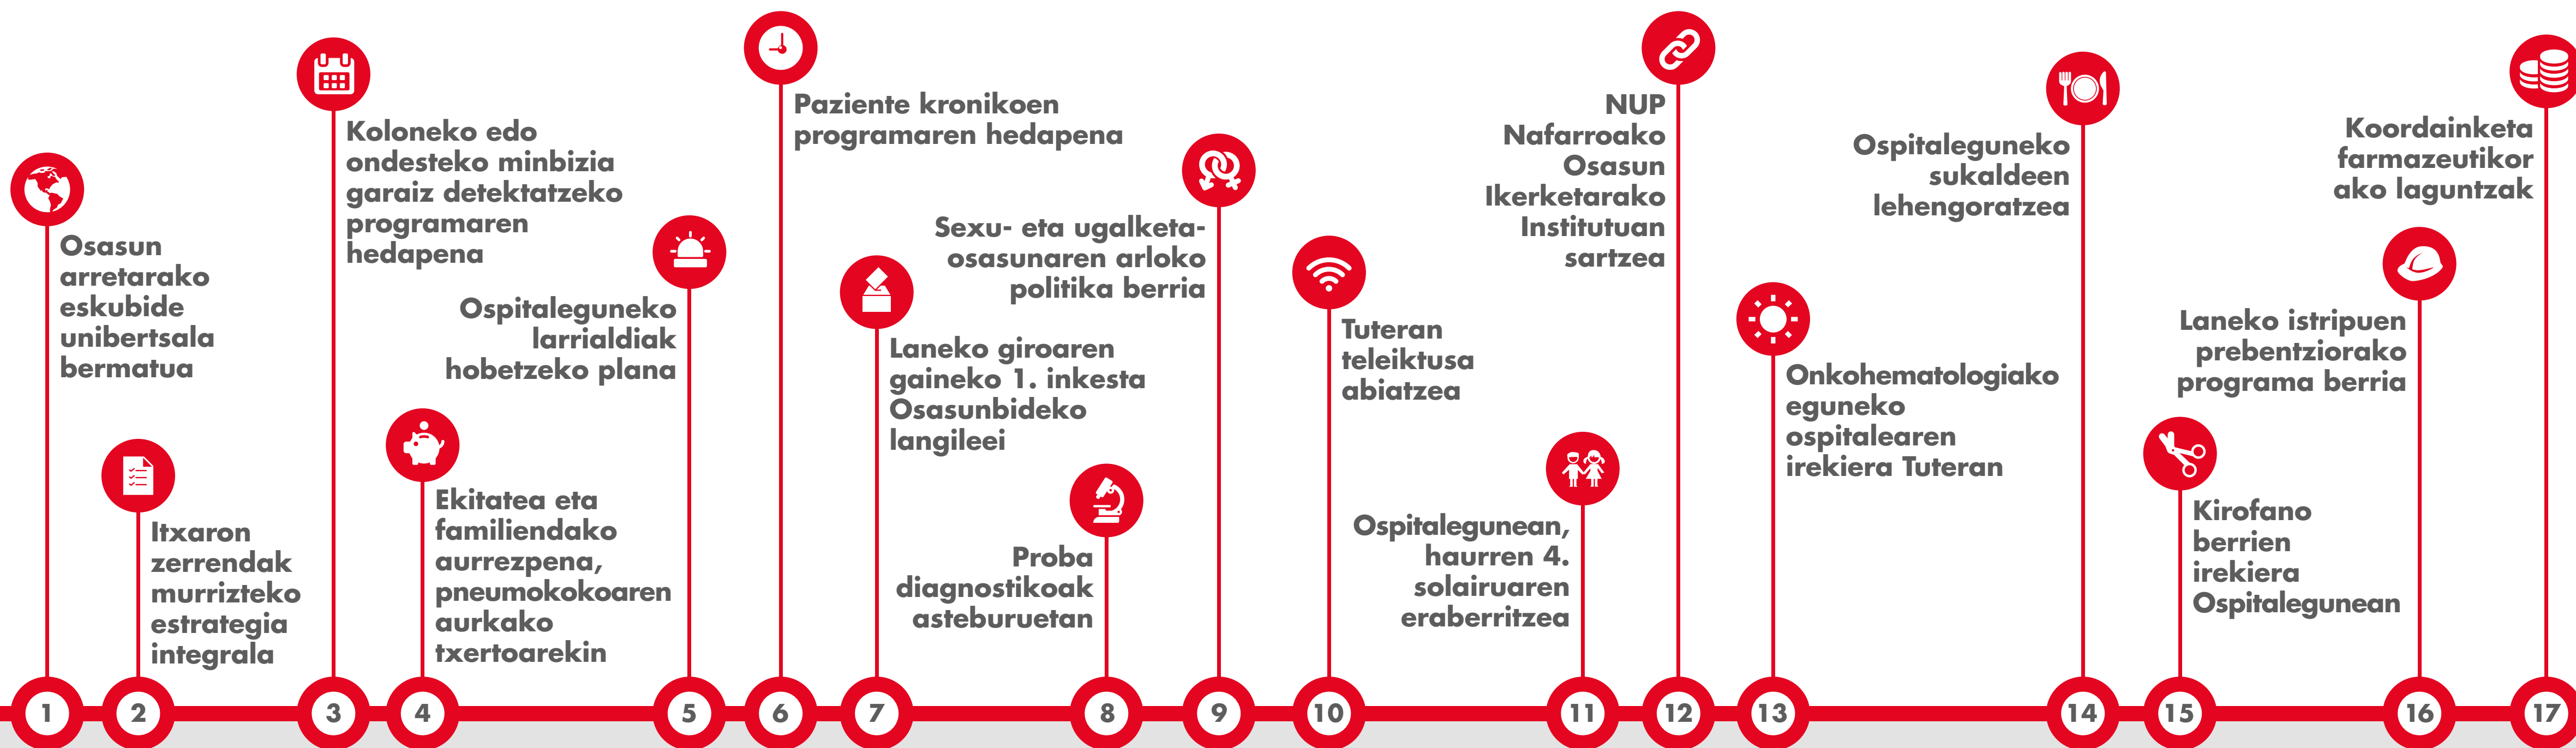 Osasun
arretarako
eskubide
unibertsala
bermatua
Itxaron
zerrendak
murrizteko
estrategia
integrala
Koloneko edo
ondesteko minbizia
garaiz detektatzeko
programaren
hedapena
Ekitatea eta
familiendako
aurrezpena,
pneumokokoaren
aurkako
txertoarekin
Ospitaleguneko
larrialdiak
hobetzeko plana
Paziente kronikoen
programaren hedapena
Laneko giroaren
gaineko 1. inkesta
Osasunbideko
langileei
Proba
diagnostikoak
asteburuetan
Sexu- eta ugalketa-
osasunaren arloko
politika berria
Tuteran
teleiktusa
abiatzea
Ospitalegunean,
haurren 4.
solairuaren
eraberritzea
NUP
Nafarroako
Osasun
Ikerketarako
Institutuan
sartzea
Onkohematologiako
eguneko
ospitalearen
irekiera Tuteran
Ospitaleguneko
sukaldeen
lehengoratzea
Kirofano
berrien
irekiera
Ospitalegunean
Laneko istripuen
prebentziorako
programa berria
Koordainketa
farmazeutikor
ako laguntzak
1 2 3 4 5 6 7 8 9 10 11 12 13 14 15 16 17